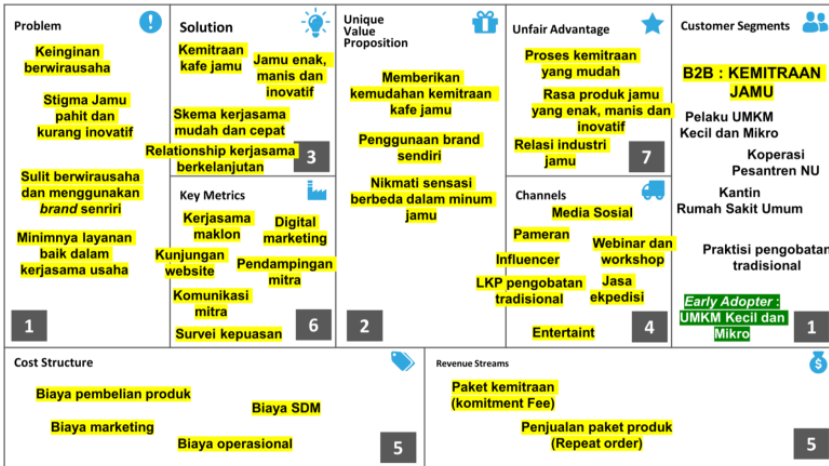 Problem
Keinginan
berwirausaha
Stigma Jamu
pahit dan
kurang inovatif
Sulit berwirausaha
dan menggunakan
brand senriri
Minimnya layanan
baik dalam
kerjasama usaha
1
Solution
Kemitraan
kafe jamu
Jamu enak,
manis dan
inovatif
Skema kerjasama
mudah dan cepat
Relationship kerjasama
berkelanjutan
3
Key Metrics
Kerjasama
maklon
Digital
marketing
Kunjungan
website
Pendampingan
mitra
Komunikasi
mitra
Survei kepuasan
6
Unique
Value
Proposition
Memberikan
kemudahan kemitraan
kafe jamu
Penggunaan brand
sendiri
Nikmati sensasi
berbeda dalam minum
jamu
2
Unfair Advantage
Proses kemitraan
yang mudah
Rasa produk jamu
yang enak, manis dan
inovatif
Relasi industri
jamu
7
Channels
Media Sosial
Pameran
Webinar dan
workshop
Influencer
LKP pengobatan
tradisional
Jasa
ekpedisi
Entertaint
4
Customer Segments
B2B : KEMITRAAN
JAMU
Pelaku UMKM
Kecil dan Mikro
Koperasi
Pesantren NU
Kantin
Rumah Sakit Umum
Praktisi pengobatan
tradisional
Early Adopter :
UMKM Kecil dan
Mikro
1
Cost Structure
Biaya pembelian produk
Biaya SDM
Biaya marketing
Biaya operasional
5
Revenue Streams
Paket kemitraan
(komitment Fee)
Penjualan paket produk
(Repeat order)
5